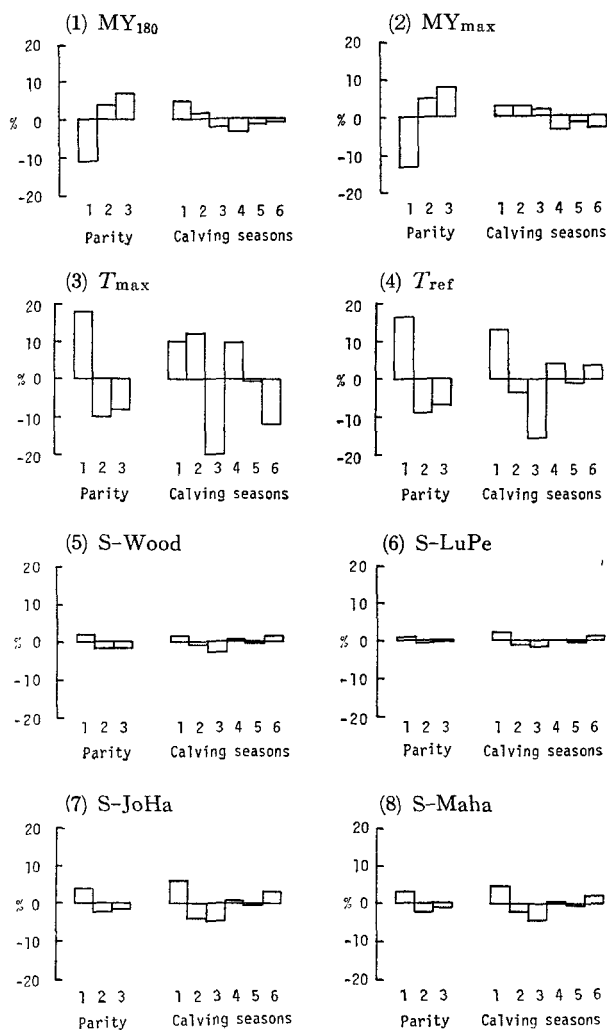 (1) MY180
20
10
% 0
-10
-20
1 2 3
1 2 3 4 5 6
Parity
Calving seasons
(2) MYmax
20
10
% 0
-10
-20
1 2 3
1 2 3 4 5 6
Parity
Calving seasons
(3) Tmax
20
10
% 0
-10
-20
1 2 3
1 2 3 4 5 6
Parity
Calving seasons
(4) Tref
20
10
% 0
-10
-20
1 2 3
1 2 3 4 5 6
Parity
Calving seasons
(5) S-Wood
20
10
% 0
-10
-20
1 2 3
1 2 3 4 5 6
Parity
Calving seasons
(6) S-LuPe
20
10
% 0
-10
-20
1 2 3
1 2 3 4 5 6
Parity
Calving seasons
(7) S-JoHa
20
10
% 0
-10
-20
1 2 3
1 2 3 4 5 6
Parity
Calving seasons
(8) S-Maha
20
10
% 0
-10
-20
1 2 3
1 2 3 4 5 6
Parity
Calving seasons